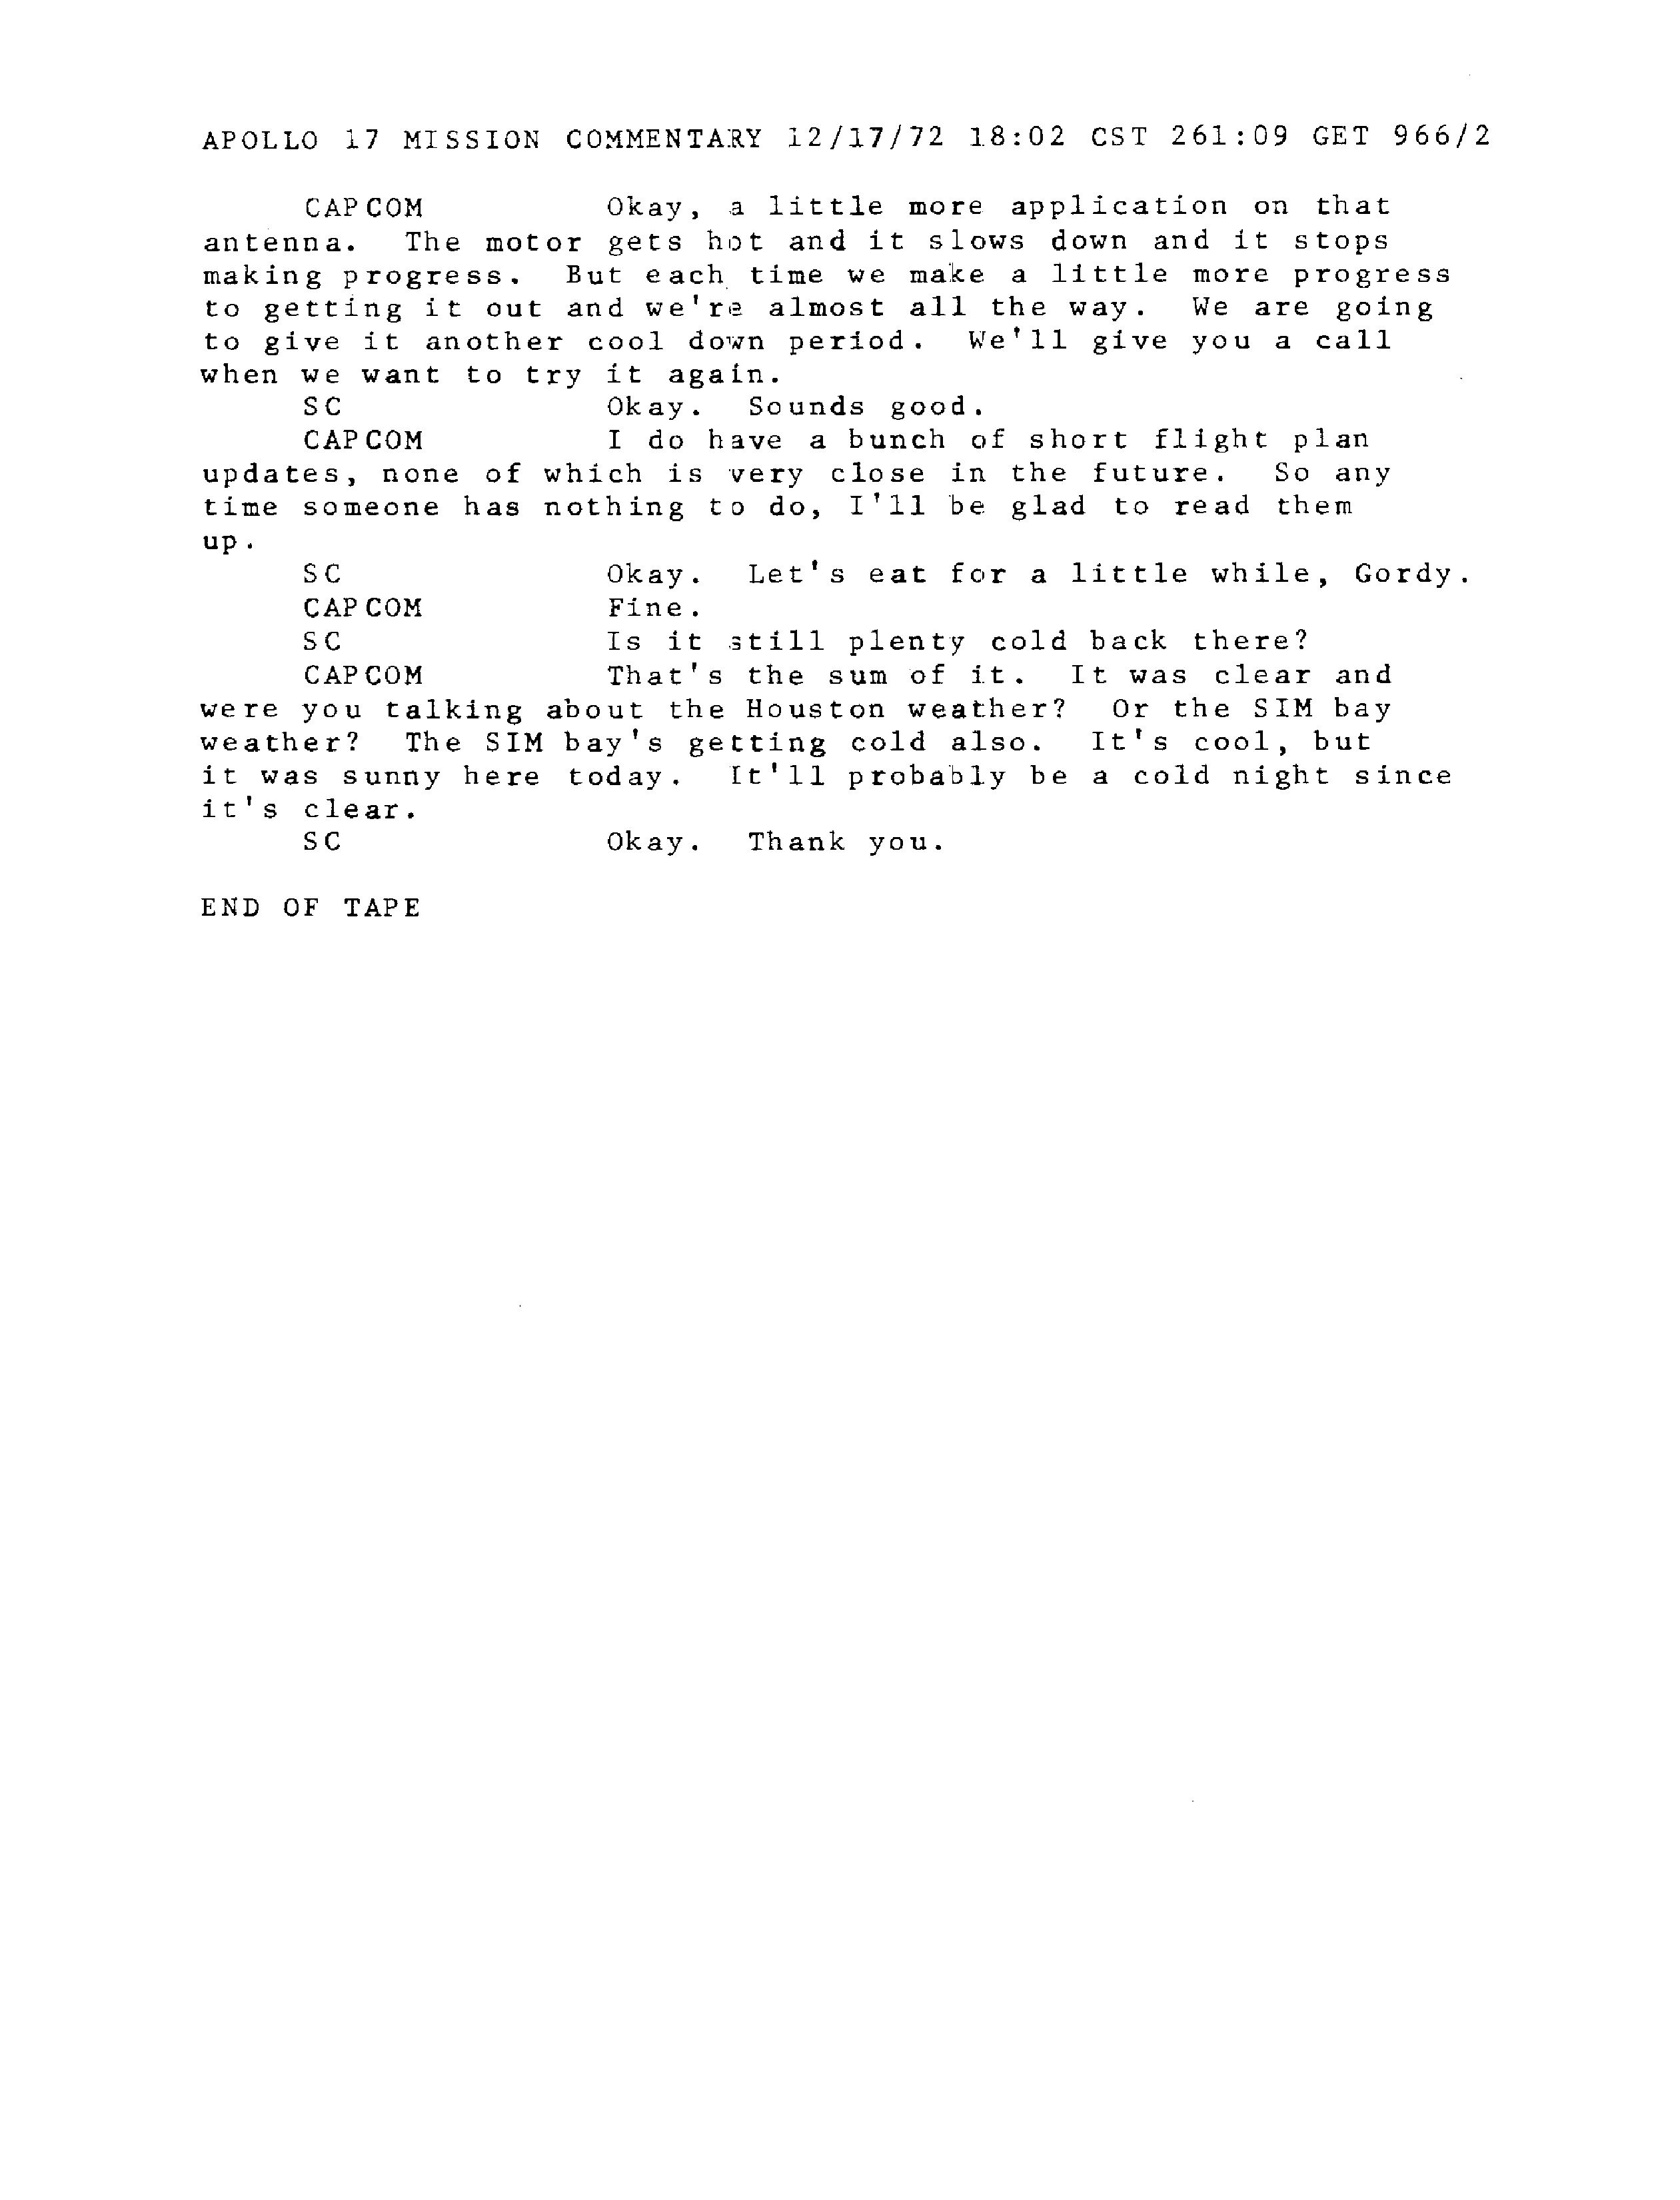 APOLLO 17 MISSION COMMENTARY 12/17/72 18:02 CST 261:09 GET 966/2
CAPCOM Okay, a little more application on that
antenna. The motor gets hot and it slows down and it stops
making progress. But each time we make a little more progress
to getting it out and we're almost all the way. We are going
to give it another cool down period. We'll give you a call
when we want to try it again.
SC Okay. Sounds good.
CAPCOM I do have a bunch of short flight plan
updates, none of which is very close in the future. So any
time someone has nothing to do, I'll be glad to read them
up.
SC Okay. Let's eat for a little while, Gordy.
CAPCOM Fine.
SC Is it still plenty cold back there?
CAPCOM That's the sum of it. It was clear and
were you talking about the Houston weather? Or the SIM bay
weather? The SIM bay's getting cold also. It's cool, but
it was sunny here today. It'll probably be a cold night since
it's clear.
SC Okay. Thank you.
END OF TAPE